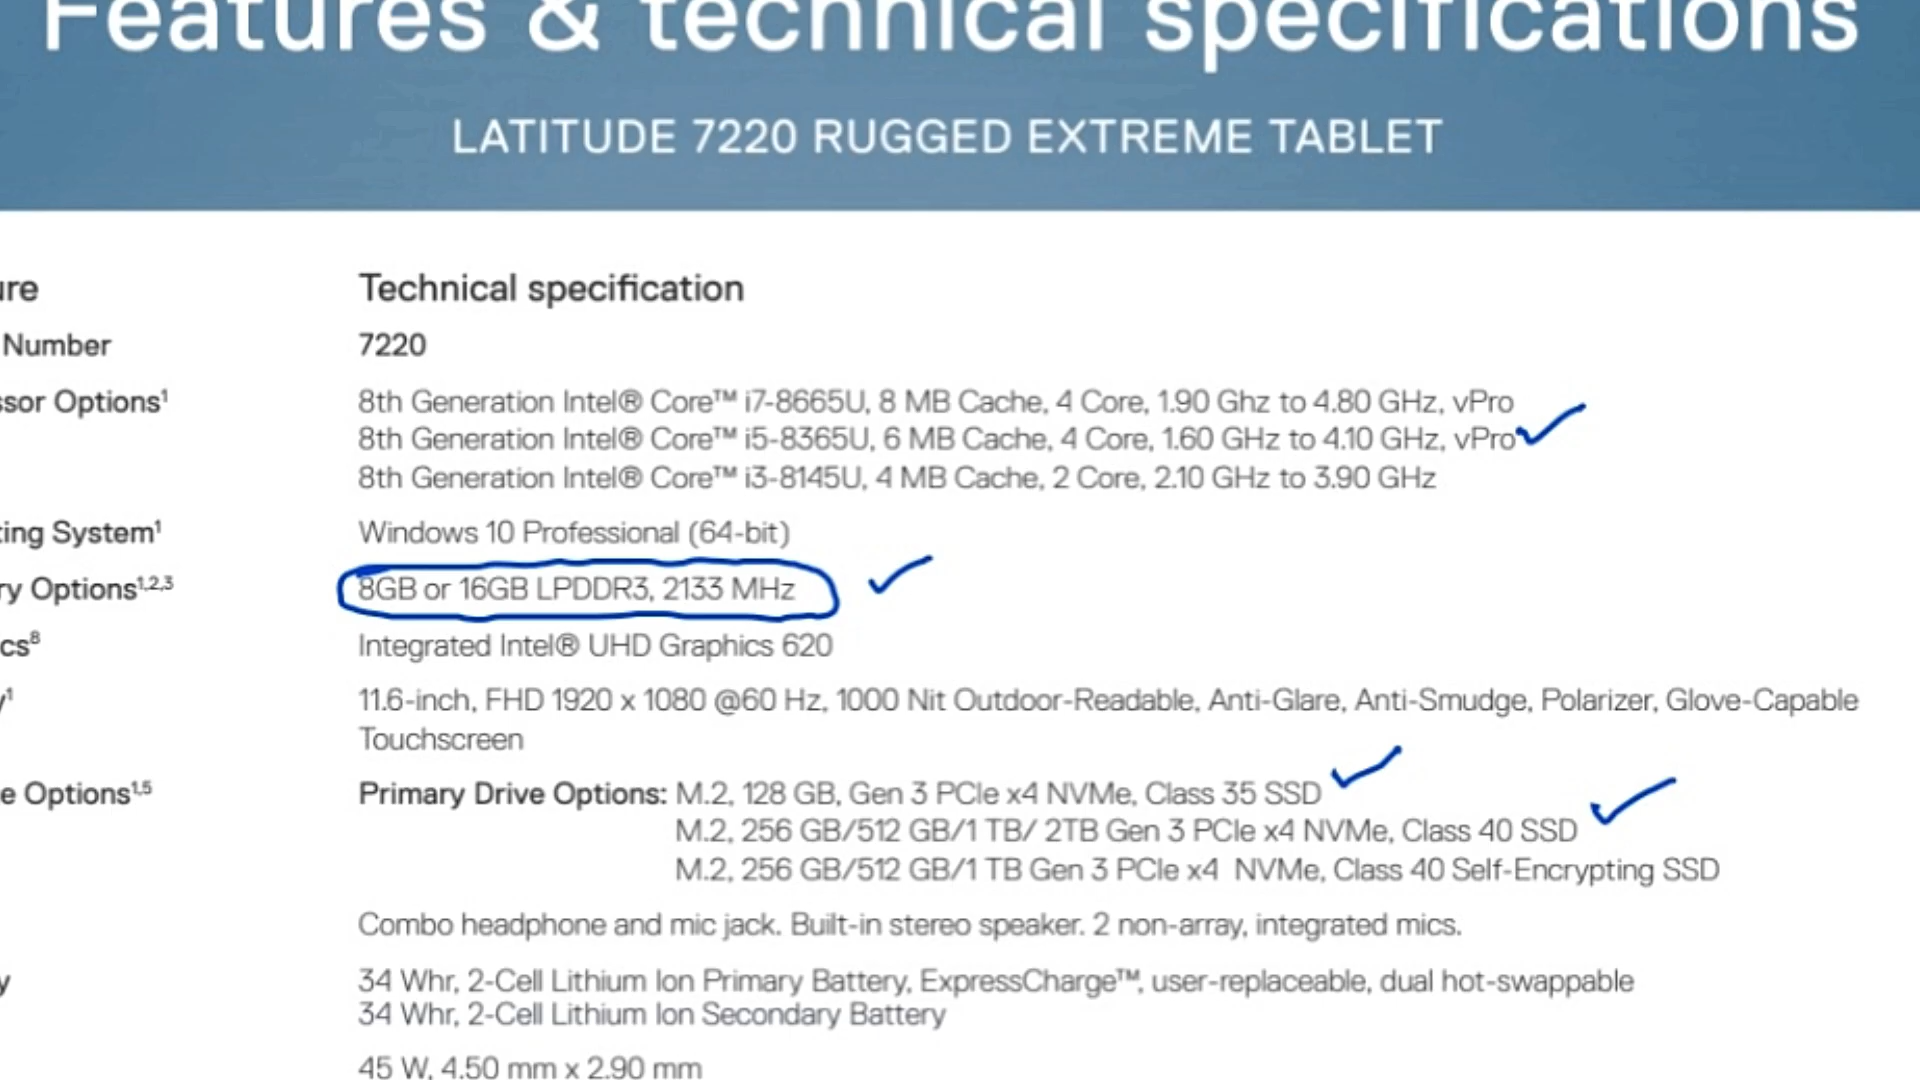 Features & technical specifications
LATITUDE 7220 RUGGED EXTREME TABLET
ure Technical specification
Number 7220
ssor Options¹ 8th Generation Intel® Core™ i7-8665U, 8 MB Cache, 4 Core, 1.90 Ghz to 4.80 GHz, vPro
8th Generation Intel® Core™ i5-8365U, 6 MB Cache, 4 Core, 1.60 GHz to 4.10 GHz, vPro
8th Generation Intel® Core™ i3-8145U, 4 MB Cache, 2 Core, 2.10 GHz to 3.90 GHz
ting System¹ Windows 10 Professional (64-bit)
ry Options¹,²,³ 8GB or 16GB LPDDR3, 2133 MHz
cs⁸ Integrated Intel® UHD Graphics 620
y¹ 11.6-inch, FHD 1920 x 1080 @60 Hz, 1000 Nit Outdoor-Readable, Anti-Glare, Anti-Smudge, Polarizer, Glove-Capable
Touchscreen
e Options¹,⁵ Primary Drive Options: M.2, 128 GB, Gen 3 PCIe x4 NVMe, Class 35 SSD
M.2, 256 GB/512 GB/1 TB/ 2TB Gen 3 PCIe x4 NVMe, Class 40 SSD
M.2, 256 GB/512 GB/1 TB Gen 3 PCIe x4 NVMe, Class 40 Self-Encrypting SSD
Combo headphone and mic jack. Built-in stereo speaker. 2 non-array, integrated mics.
y 34 Whr, 2-Cell Lithium Ion Primary Battery, ExpressCharge™, user-replaceable, dual hot-swappable
34 Whr, 2-Cell Lithium Ion Secondary Battery
45 W, 4.50 mm x 2.90 mm